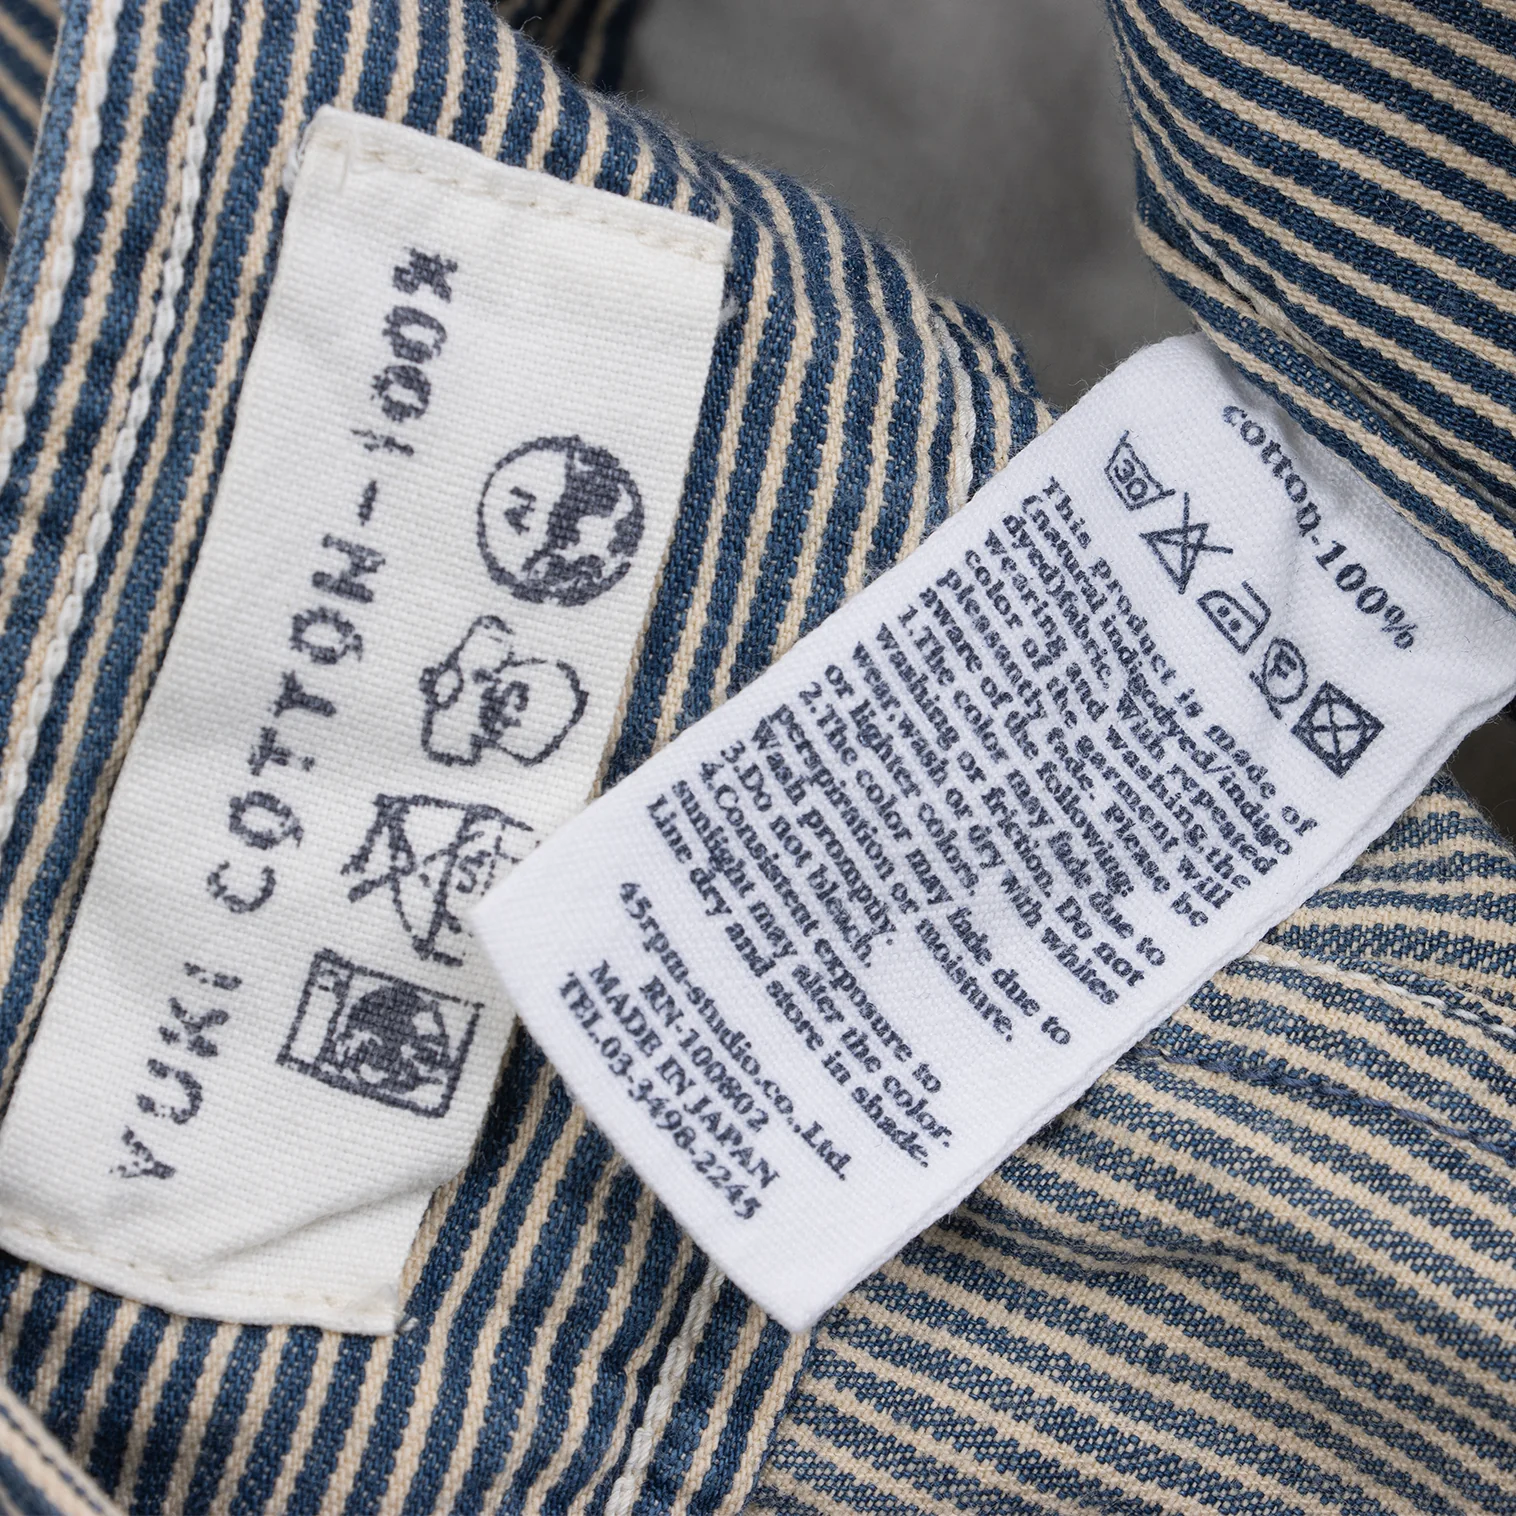 YUKI COTTON-100%
AI
cotton-100%
30
F
This product is made of
(natural indigodyed/indigo
dyed)fabric. With repeated
wearing and washing the
color of the garment will
pleasantly fade. Please be
aware of the following:
1.The color may fade due to
washing or friction. Do not
wear,wash or dry with whites
or lighter colors.
2.The color may fade due to
perspiration or moisture.
Wash promptly.
3.Do not bleach.
4.Consistent exposure to
sunlight may alter the color.
Line dry and store in shade.
45rpm-studio.co.,Ltd.
RN-100802
MADE IN JAPAN
TEL.03-3498-2245